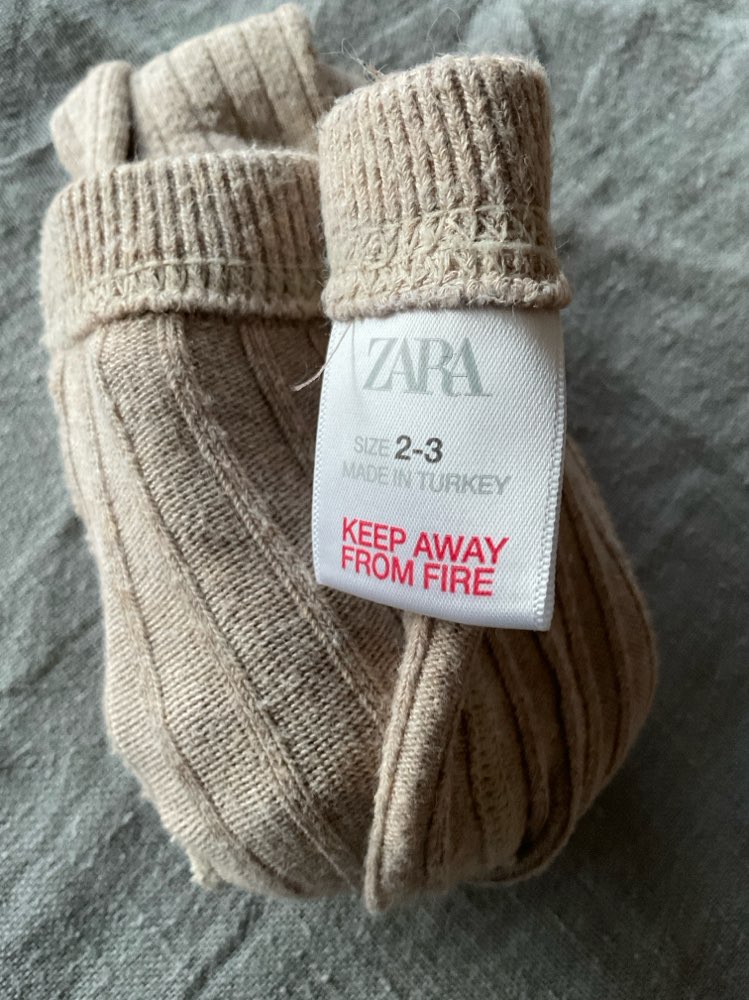 ZARA
SIZE 2-3
MADE IN TURKEY
KEEP AWAY
FROM FIRE